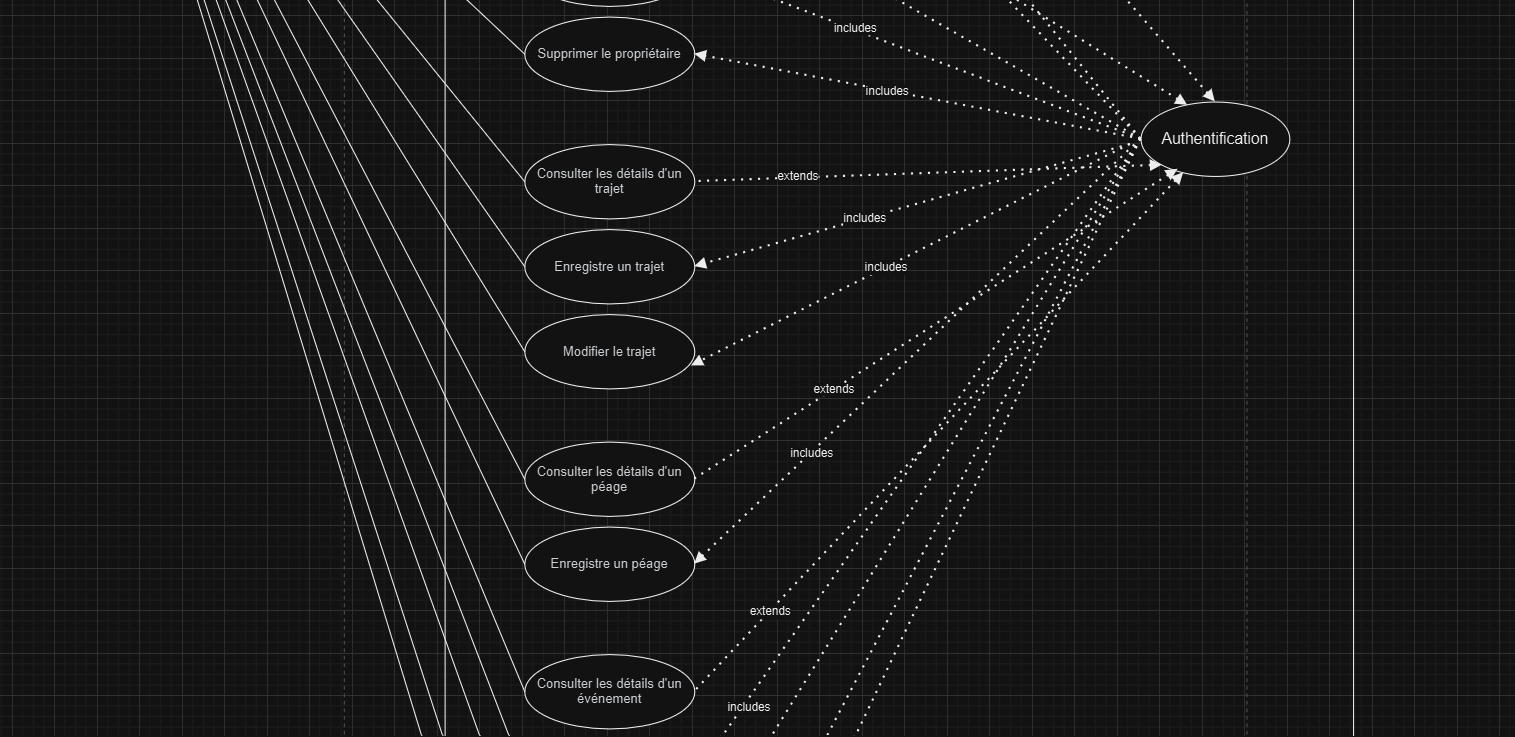 includes
Supprimer le propriétaire
includes
Authentification
Consulter les détails d'un
trajet
extends
includes
Enregistre un trajet
includes
Modifier le trajet
extends
includes
Consulter les détails d'un
péage
Enregistre un péage
extends
Consulter les détails d'un
événement
includes